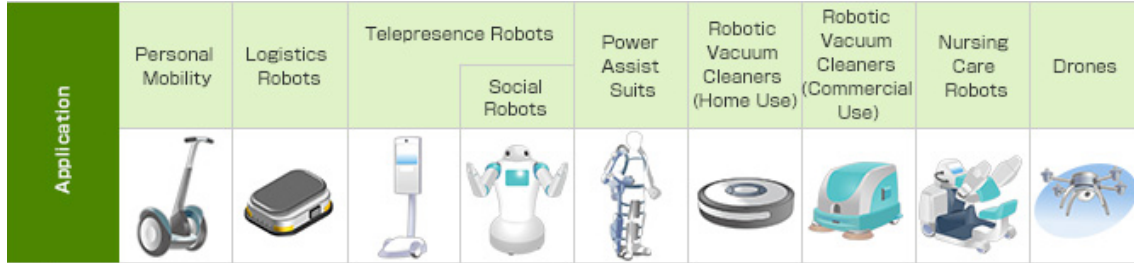 Application
Personal
Mobility
Logistics
Robots
Telepresence Robots
Social
Robots
Power
Assist
Suits
Robotic
Vacuum
Cleaners
(Home Use)
Robotic
Vacuum
Cleaners
(Commercial
Use)
Nursing
Care
Robots
Drones